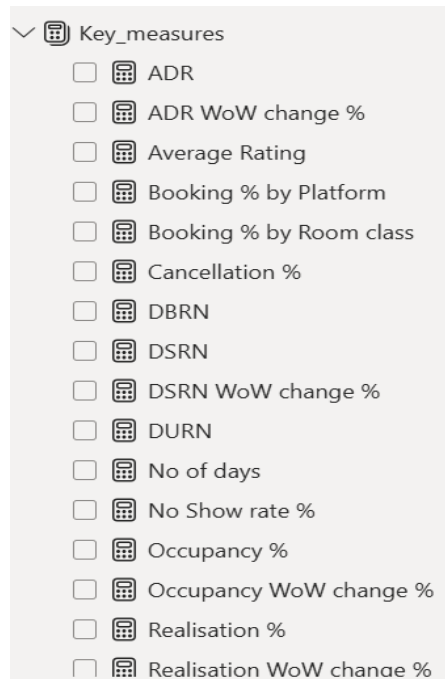 Key_measures
ADR
ADR WoW change %
Average Rating
Booking % by Platform
Booking % by Room class
Cancellation %
DBRN
DSRN
DSRN WoW change %
DURN
No of days
No Show rate %
Occupancy %
Occupancy WoW change %
Realisation %
Realisation WoW change %